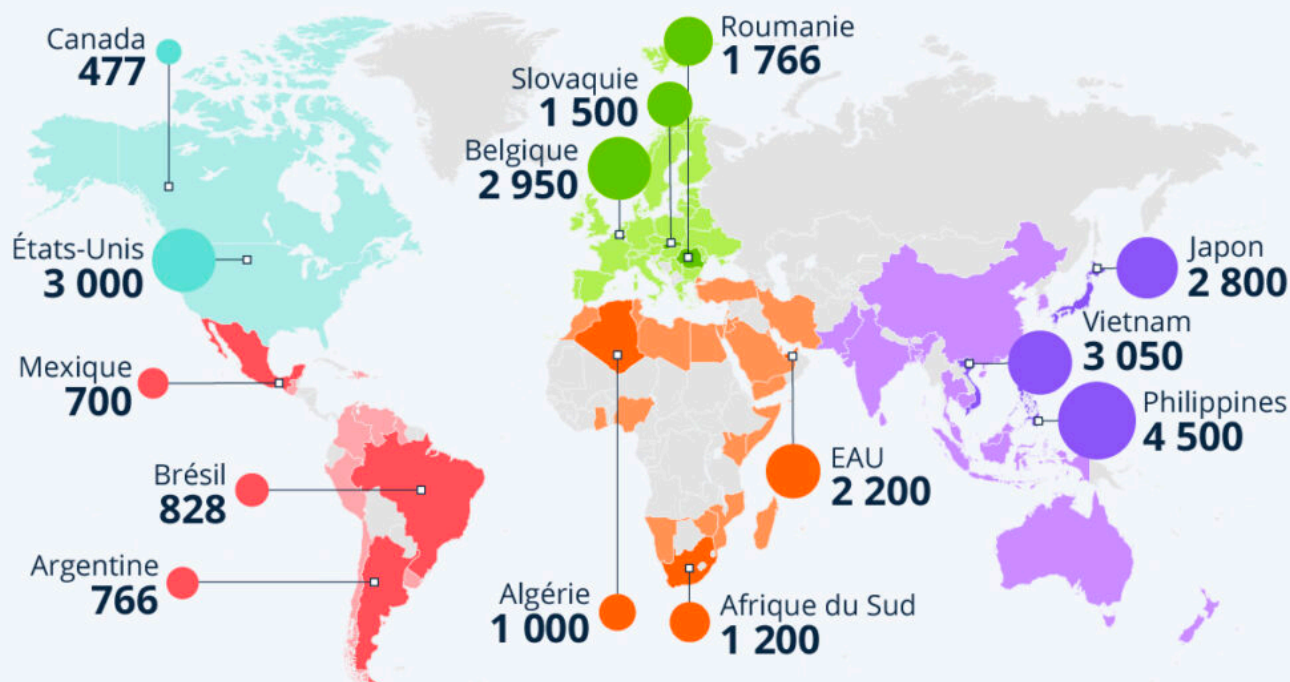 Canada
477
Roumanie
1 766
Slovaquie
1 500
Belgique
2 950
États-Unis
3 000
Japon
2 800
Vietnam
3 050
Mexique
700
Philippines
4 500
Brésil
828
EAU
2 200
Argentine
766
Algérie
1 000
Afrique du Sud
1 200